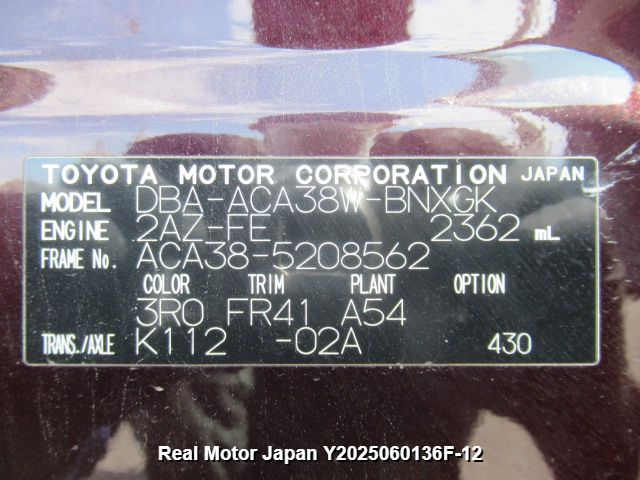 TOYOTA MOTOR CORPORATION JAPAN
MODEL DBA-ACA38W-BNXGK
ENGINE 2AZ-FE 2362 mL
FRAME No. ACA38-5208562
COLOR TRIM PLANT OPTION
3R0 FR41 A54
TRANS./AXLE K112 -02A 430
Real Motor Japan Y2025060136F-12